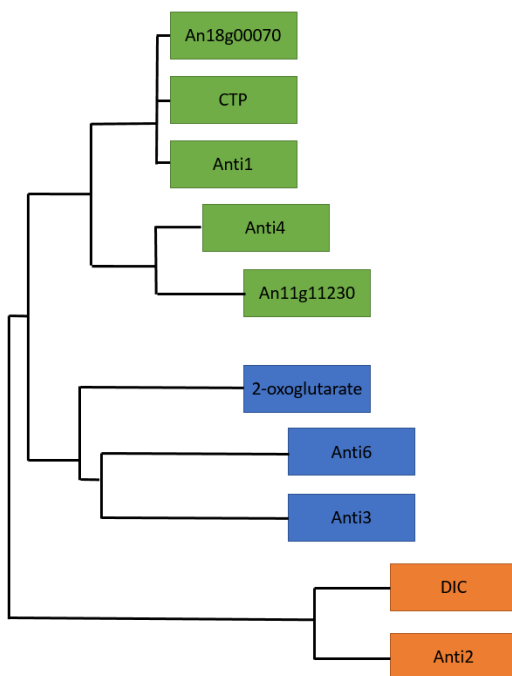 An18g00070
CTP
Anti1
Anti4
An11g11230
2-oxoglutarate
Anti6
Anti3
DIC
Anti2